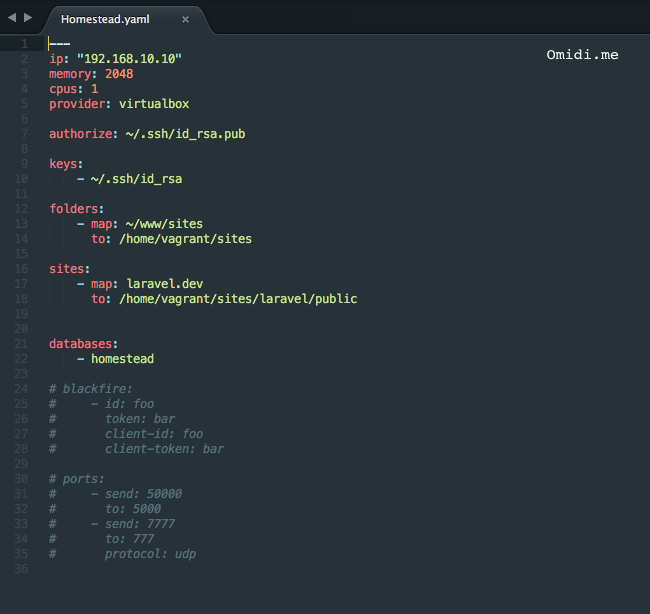 Homestead.yaml
Omidi.me
1 ---
2 ip: "192.168.10.10"
3 memory: 2048
4 cpus: 1
5 provider: virtualbox
6
7 authorize: ~/.ssh/id_rsa.pub
8
9 keys:
10     - ~/.ssh/id_rsa
11
12 folders:
13     - map: ~/www/sites
14       to: /home/vagrant/sites
15
16 sites:
17     - map: laravel.dev
18       to: /home/vagrant/sites/laravel/public
19
20
21 databases:
22     - homestead
23
24 # blackfire:
25 #     - id: foo
26 #       token: bar
27 #       client-id: foo
28 #       client-token: bar
29
30 # ports:
31 #     - send: 50000
32 #       to: 5000
33 #     - send: 7777
34 #       to: 777
35 #       protocol: udp
36